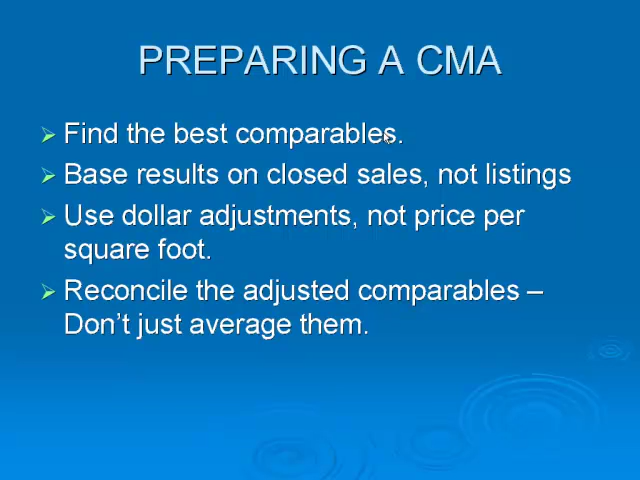 PREPARING A CMA
Find the best comparables.
Base results on closed sales, not listings
Use dollar adjustments, not price per
square foot.
Reconcile the adjusted comparables –
Don’t just average them.